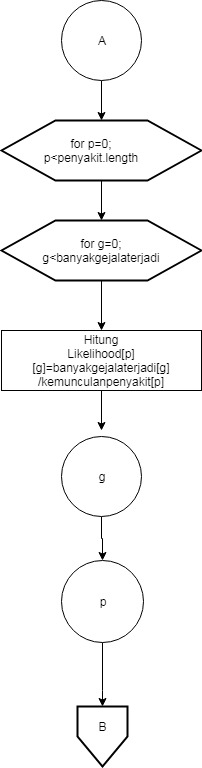 A
for p=0;
p<penyakit.length
for g=0;
g<banyakgejalaterjadi
Hitung
Likelihood[p]
[g]=banyakgejalaterjadi[g]
/kemunculanpenyakit[p]
g
p
B